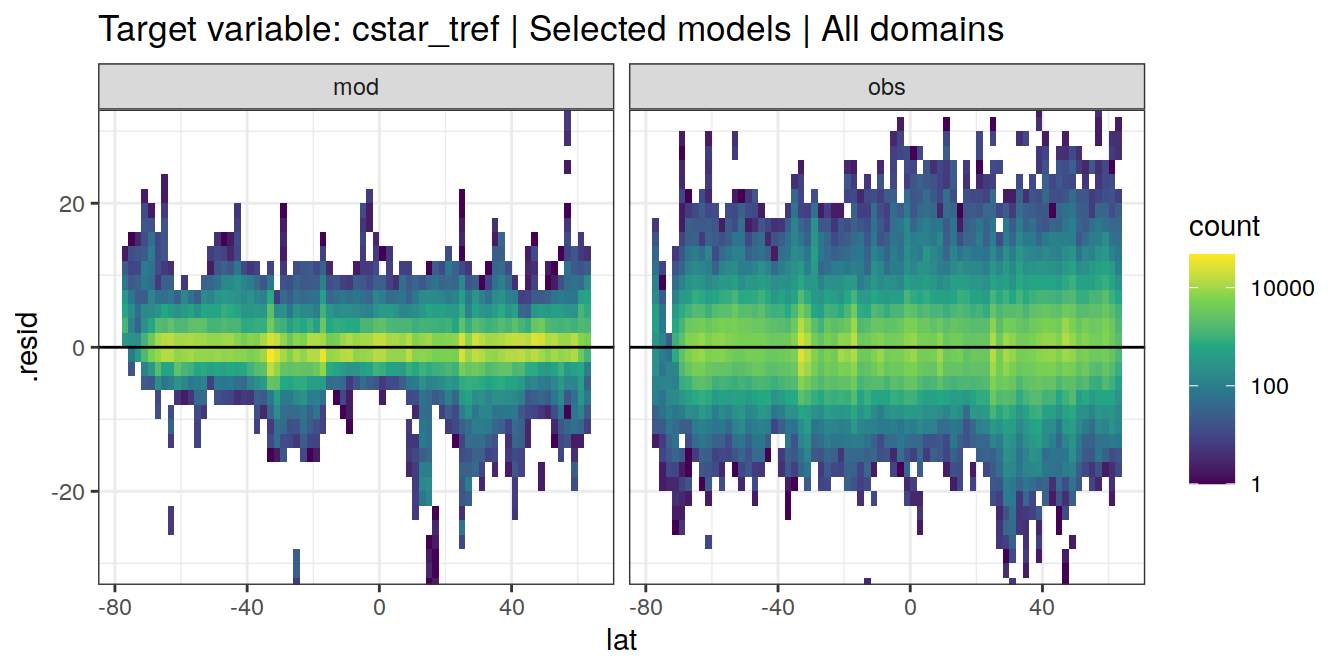 Target variable: cstar_tref | Selected models | All domains
mod
obs
20
0
-20
.resid
-80
-40
0
40
-80
-40
0
40
lat
count
10000
100
1